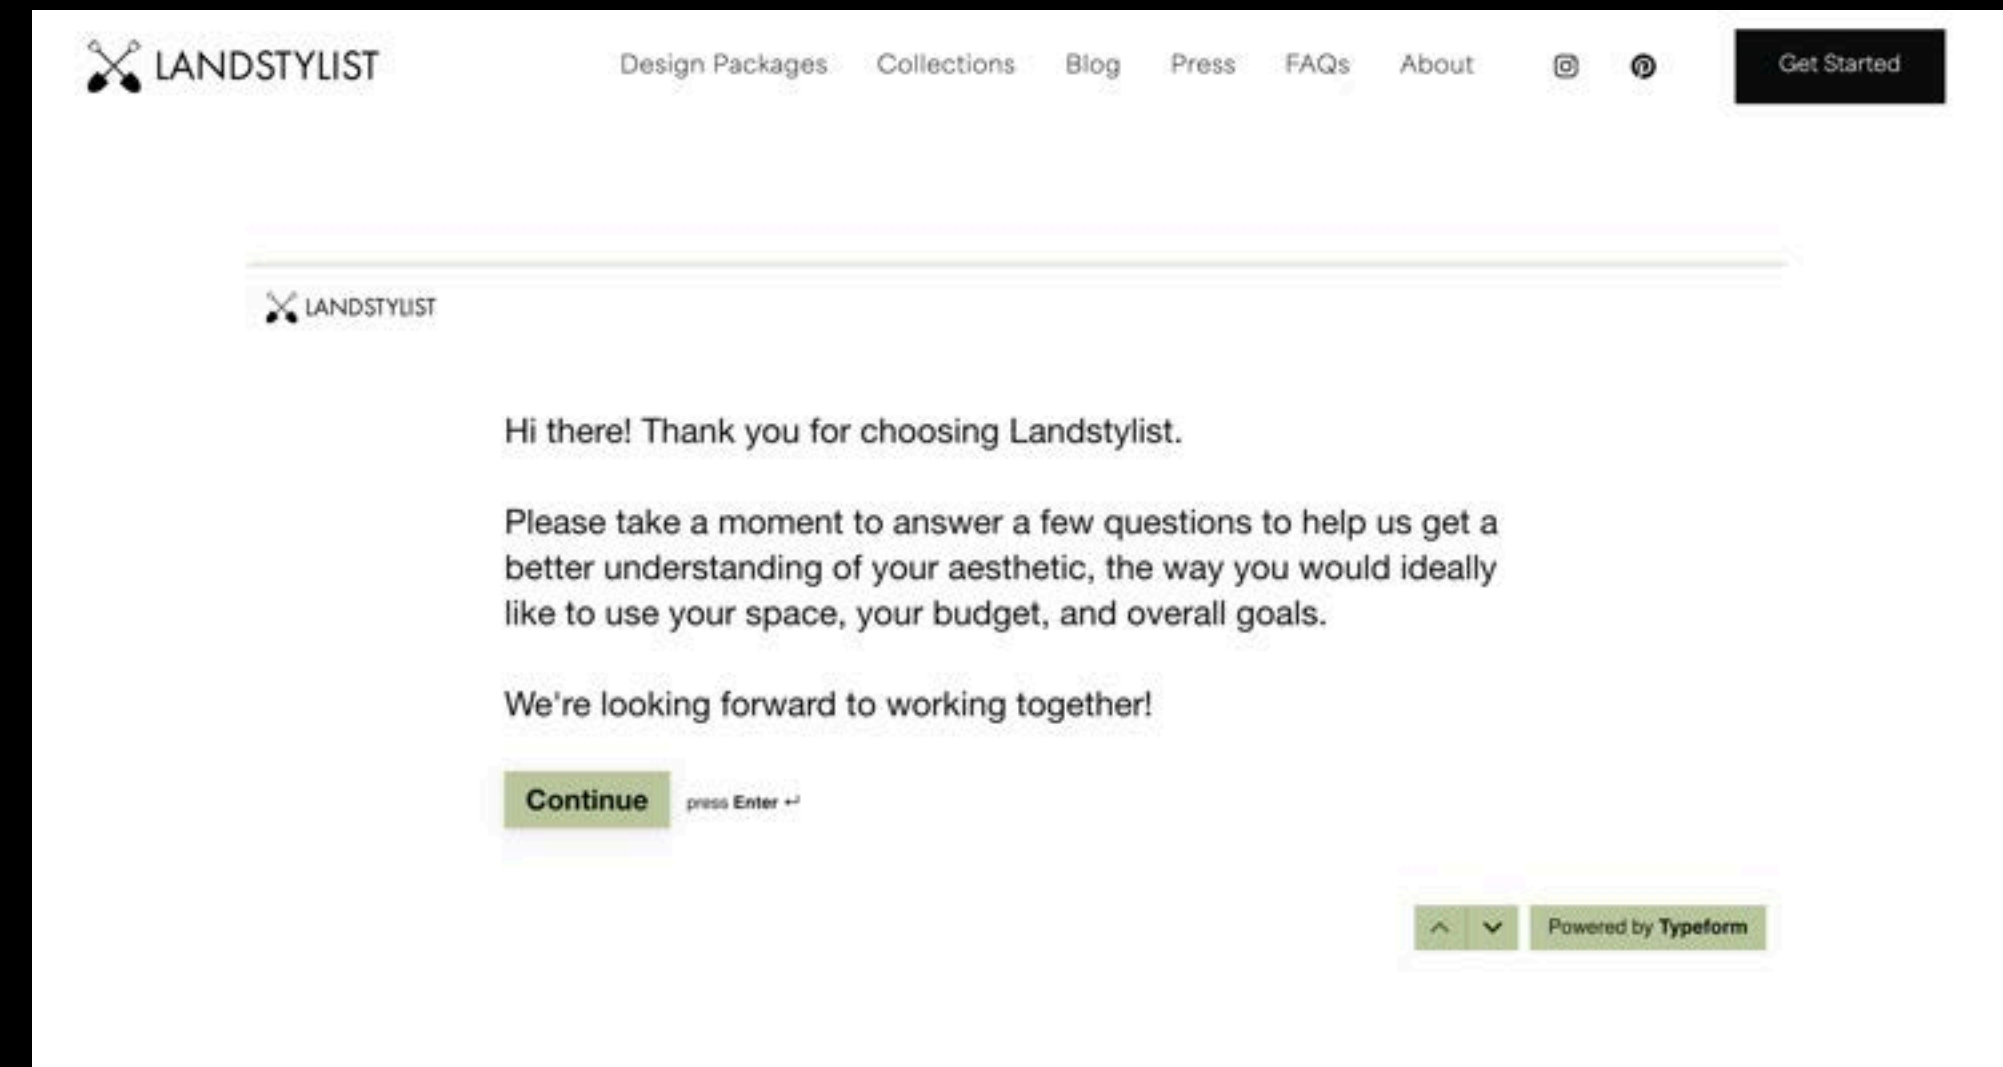 LANDSTYLIST
Design Packages Collections Blog Press FAQs About Get Started
LANDSTYLIST
Hi there! Thank you for choosing Landstylist.
Please take a moment to answer a few questions to help us get a
better understanding of your aesthetic, the way you would ideally
like to use your space, your budget, and overall goals.
We're looking forward to working together!
Continue press Enter ↵
Powered by Typeform